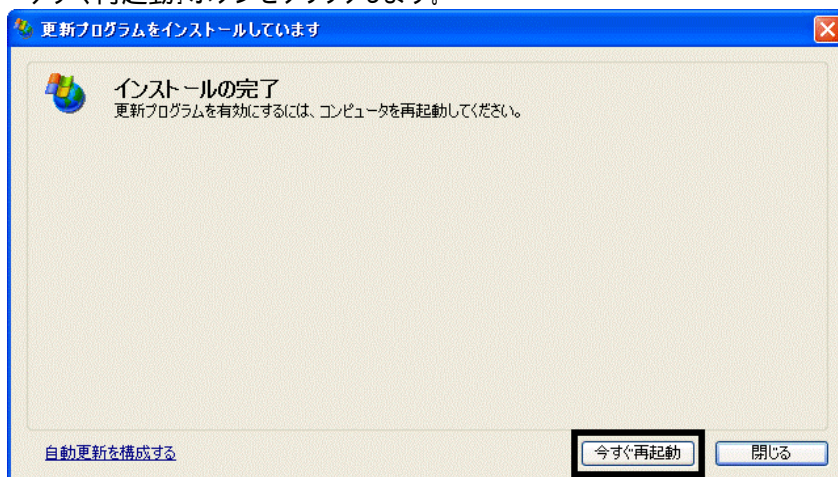 更新プログラムをインストールしています
インストールの完了
更新プログラムを有効にするには、コンピュータを再起動してください。
自動更新を構成する
今すぐ再起動
閉じる